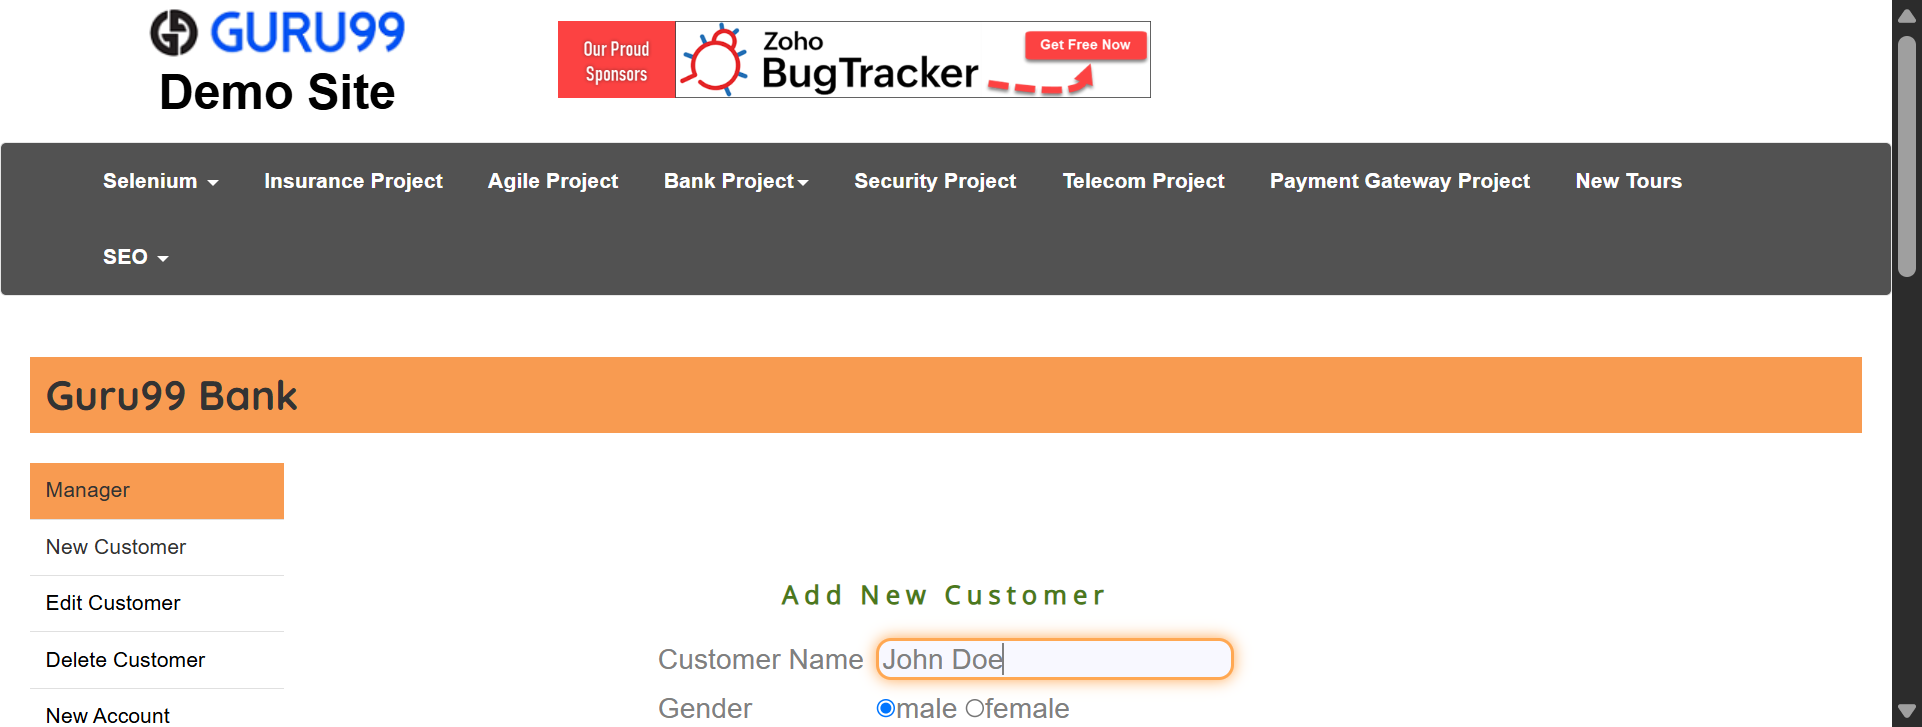 GURU99
Demo Site
Our Proud
Sponsors
Zoho
BugTracker
Get Free Now
Selenium Insurance Project Agile Project Bank Project Security Project Telecom Project Payment Gateway Project New Tours
SEO
Guru99 Bank
Manager
New Customer
Edit Customer
Delete Customer
New Account
Add New Customer
Customer Name John Doe
Gender male female